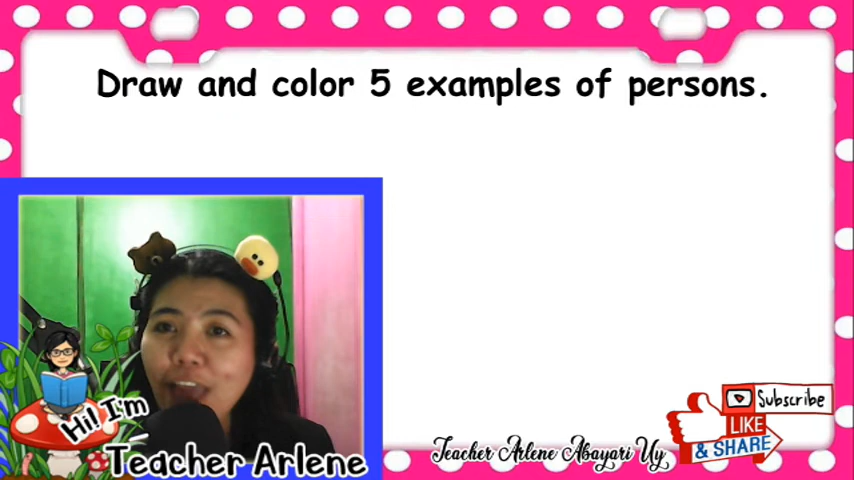 Draw and color 5 examples of persons.
Hi! I'm
Teacher Arlene
Teacher Arlene Abayari Uy
Subscribe
LIKE
& SHARE